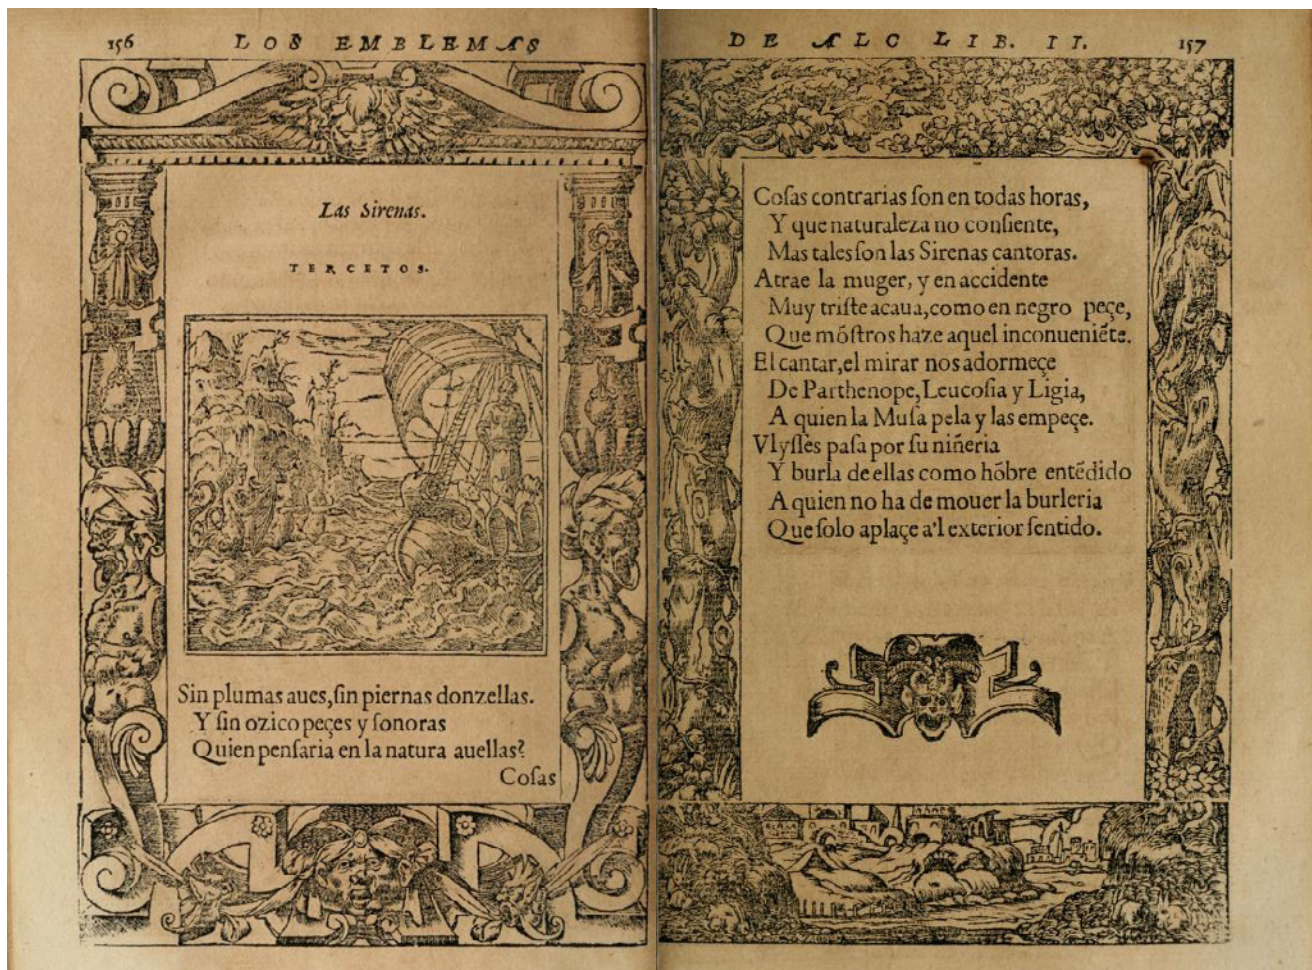 156 LOS EMBLEMAS
Las Sirenas.
TERCETOS.
Sin plumas aues,ſin piernas donzellas.
Y ſin ozico peçes y ſonoras
Quien penſaria en la natura auellas?
Coſas
DE ALC LIB. II. 157
Coſas contrarias ſon en todas horas,
Y que naturaleza no conſiente,
Mas tales ſon las Sirenas cantoras.
Atrae la muger, y en accidente
Muy triſte acaua,como en negro peçe,
Que mõſtros haze aquel inconueniẽte.
El cantar,el mirar nos adormeçe
De Parthenope,Leucoſia y Ligia,
A quien la Muſa pela y las empeçe.
Vlyſſes paſa por ſu niñeria
Y burla de ellas como hõbre entẽdido
A quien no ha de mouer la burleria
Que ſolo aplaçe a'l exterior ſentido.